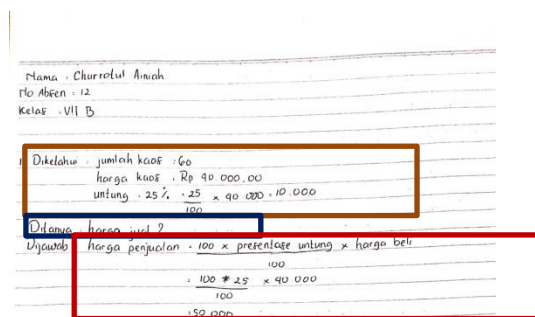 Nama : Churrotul Ainiah
No Absen : 12
Kelas : VII B
1 Diketahui : jumlah kaos : 60
harga kaos : Rp 40.000,00
untung : 25% : 25/100 x 40.000 : 10.000
Ditanya : harga jual ?
Dijawab : harga penjualan : 100 x presentase untung x harga beli
100
: 100 + 25 x 40.000
100
: 50.000